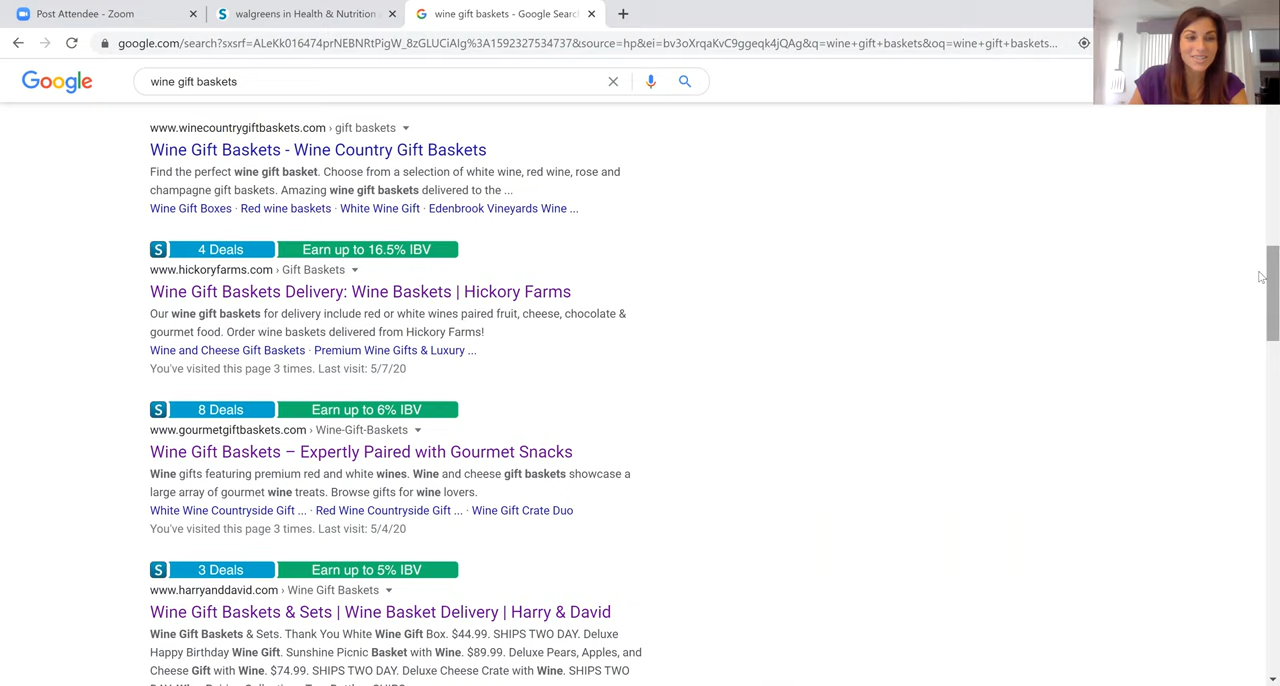 Post Attendee - Zoom
walgreens in Health & Nutrition
wine gift baskets - Google Searc
google.com/search?sxsrf=ALeKk016474prNEBNRtPigW_8zGLUCiAlg%3A1592327534737&source=hp&ei=bv3oXrqaKvC9ggeqk4jQAg&q=wine+gift+baskets&oq=wine+gift+baskets...
Google
wine gift baskets
www.winecountrygiftbaskets.com › gift baskets
Wine Gift Baskets - Wine Country Gift Baskets
Find the perfect wine gift basket. Choose from a selection of white wine, red wine, rose and
champagne gift baskets. Amazing wine gift baskets delivered to the ...
Wine Gift Boxes · Red wine baskets · White Wine Gift · Edenbrook Vineyards Wine ...
S 4 Deals Earn up to 16.5% IBV
www.hickoryfarms.com › Gift Baskets
Wine Gift Baskets Delivery: Wine Baskets | Hickory Farms
Our wine gift baskets for delivery include red or white wines paired fruit, cheese, chocolate &
gourmet food. Order wine baskets delivered from Hickory Farms!
Wine and Cheese Gift Baskets · Premium Wine Gifts & Luxury ...
You've visited this page 3 times. Last visit: 5/7/20
S 8 Deals Earn up to 6% IBV
www.gourmetgiftbaskets.com › Wine-Gift-Baskets
Wine Gift Baskets – Expertly Paired with Gourmet Snacks
Wine gifts featuring premium red and white wines. Wine and cheese gift baskets showcase a
large array of gourmet wine treats. Browse gifts for wine lovers.
White Wine Countryside Gift ... · Red Wine Countryside Gift ... · Wine Gift Crate Duo
You've visited this page 3 times. Last visit: 5/4/20
S 3 Deals Earn up to 5% IBV
www.harryanddavid.com › Wine Gift Baskets
Wine Gift Baskets & Sets | Wine Basket Delivery | Harry & David
Wine Gift Baskets & Sets. Thank You White Wine Gift Box. $44.99. SHIPS TWO DAY. Deluxe
Happy Birthday Wine Gift. Sunshine Picnic Basket with Wine. $89.99. Deluxe Pears, Apples, and
Cheese Gift with Wine. $74.99. SHIPS TWO DAY. Deluxe Cheese Crate with Wine. SHIPS TWO